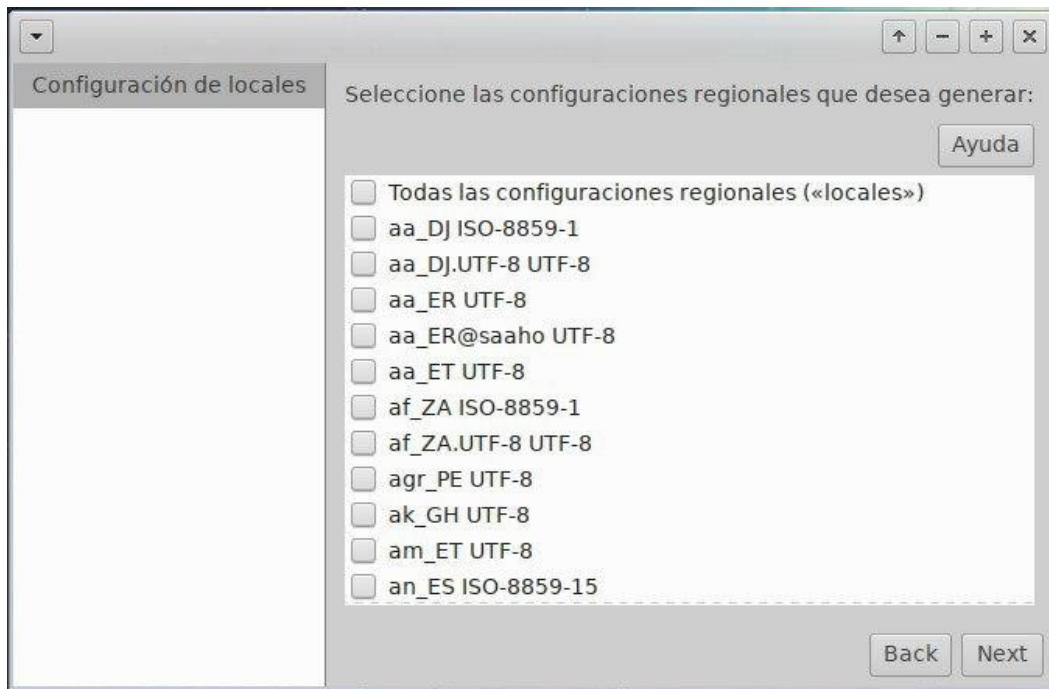 Configuración de locales
Seleccione las configuraciones regionales que desea generar:
Ayuda
Todas las configuraciones regionales («locales»)
aa_DJ ISO-8859-1
aa_DJ.UTF-8 UTF-8
aa_ER UTF-8
aa_ER@saaho UTF-8
aa_ET UTF-8
af_ZA ISO-8859-1
af_ZA.UTF-8 UTF-8
agr_PE UTF-8
ak_GH UTF-8
am_ET UTF-8
an_ES ISO-8859-15
Back Next